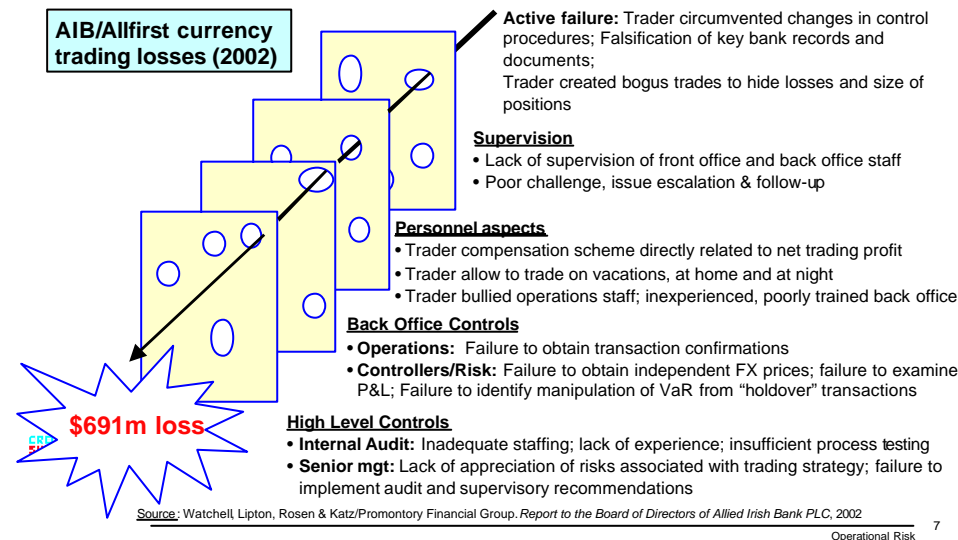 AIB/Allfirst currency
trading losses (2002)
Active failure: Trader circumvented changes in control
procedures; Falsification of key bank records and
documents;
Trader created bogus trades to hide losses and size of
positions
Supervision
• Lack of supervision of front office and back office staff
• Poor challenge, issue escalation & follow-up
Personnel aspects
• Trader compensation scheme directly related to net trading profit
• Trader allow to trade on vacations, at home and at night
• Trader bullied operations staff; inexperienced, poorly trained back office
Back Office Controls
• Operations: Failure to obtain transaction confirmations
• Controllers/Risk: Failure to obtain independent FX prices; failure to examine
P&L; Failure to identify manipulation of VaR from “holdover” transactions
$691m loss
High Level Controls
• Internal Audit: Inadequate staffing; lack of experience; insufficient process testing
• Senior mgt: Lack of appreciation of risks associated with trading strategy; failure to
implement audit and supervisory recommendations
Source: Watchell, Lipton, Rosen & Katz/Promontory Financial Group. Report to the Board of Directors of Allied Irish Bank PLC, 2002
7
Operational Risk